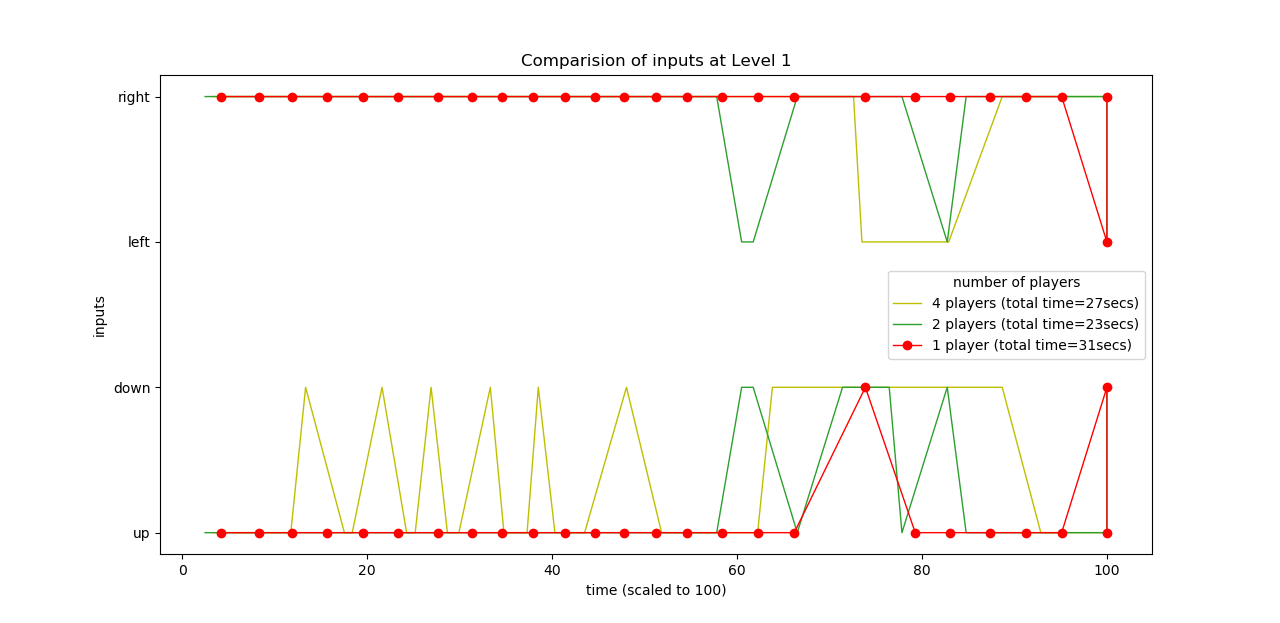 Comparision of inputs at Level 1
right
left
down
up
inputs
number of players
4 players (total time=27secs)
2 players (total time=23secs)
1 player (total time=31secs)
0 20 40 60 80 100
time (scaled to 100)